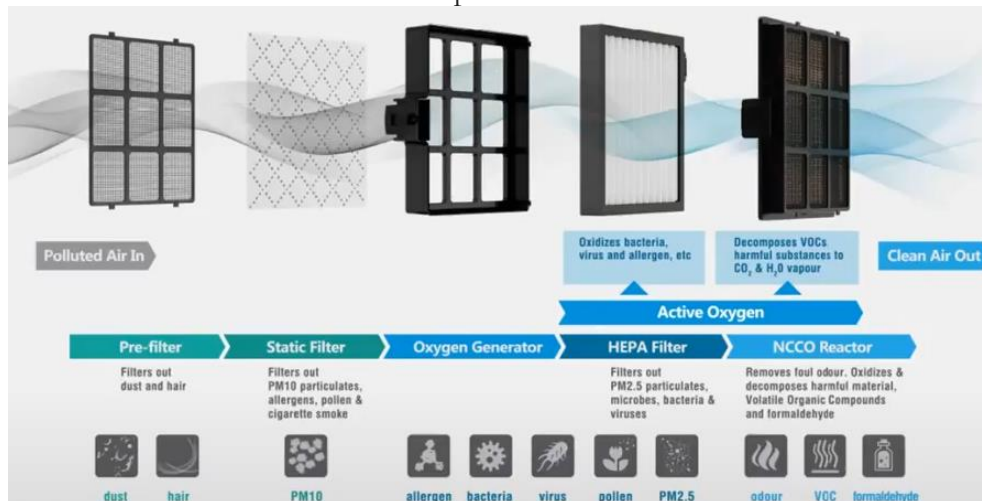 Polluted Air In
Oxidizes bacteria,
virus and allergen, etc
Decomposes VOCs
harmful substances to
CO₂ & H₂0 vapour
Clean Air Out
Active Oxygen
Pre-filter
Static Filter
Oxygen Generator
HEPA Filter
NCCO Reactor
Filters out
dust and hair
Filters out
PM10 particulates,
allergens, pollen &
cigarette smoke
Filters out
PM2.5 particulates,
microbes, bacteria &
viruses
Removes foul odour. Oxidizes &
decomposes harmful material,
Volatile Organic Compounds
and formaldehyde
dust
hair
PM10
allergen
bacteria
virus
pollen
PM2.5
odour
VOC
formaldehyde